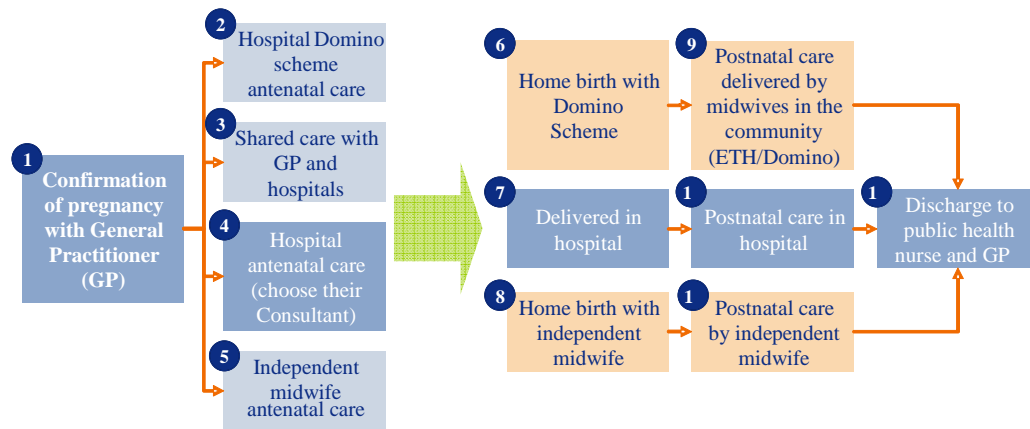 1
Confirmation
of pregnancy
with General
Practitioner
(GP)
2
Hospital Domino
scheme
antenatal care
3
Shared care with
GP and
hospitals
4
Hospital
antenatal care
(choose their
Consultant)
5
Independent
midwife
antenatal care
6
Home birth with
Domino
Scheme
9
Postnatal care
delivered by
midwives in the
community
(ETH/Domino)
7
Delivered in
hospital
1
Postnatal care in
hospital
1
Discharge to
public health
nurse and GP
8
Home birth with
independent
midwife
1
Postnatal care
by independent
midwife